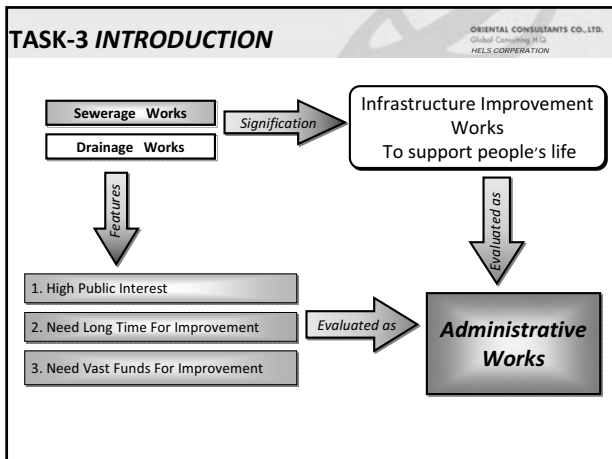 TASK-3 INTRODUCTION
ORIENTAL CONSULTANTS CO., LTD.
Global Consulting H.Q.
HELS CORPERATION
Sewerage Works
Drainage Works
Signification
Infrastructure Improvement
Works
To support people's life
Features
Evaluated as
1. High Public Interest
2. Need Long Time For Improvement
3. Need Vast Funds For Improvement
Evaluated as
Administrative
Works